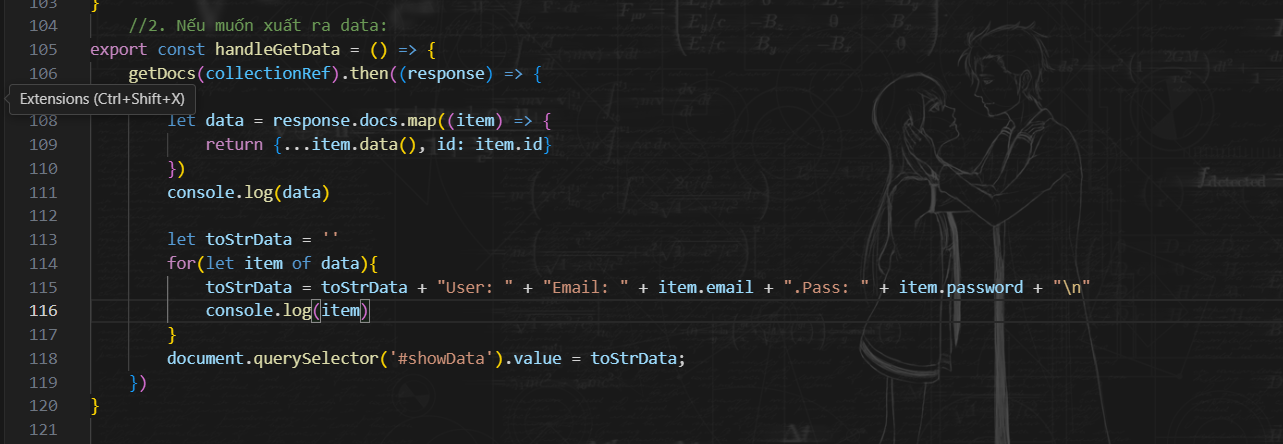 103 }
104 //2. Nếu muốn xuất ra data:
105 export const handleGetData = () => {
106 getDocs(collectionRef).then((response) => {
Extensions (Ctrl+Shift+X)
108 let data = response.docs.map((item) => {
109 return {...item.data(), id: item.id}
110 })
111 console.log(data)
112
113 let toStrData = ''
114 for(let item of data){
115 toStrData = toStrData + "User: " + "Email: " + item.email + ".Pass: " + item.password + "\n"
116 console.log(item)
117 }
118 document.querySelector('#showData').value = toStrData;
119 })
120 }
121